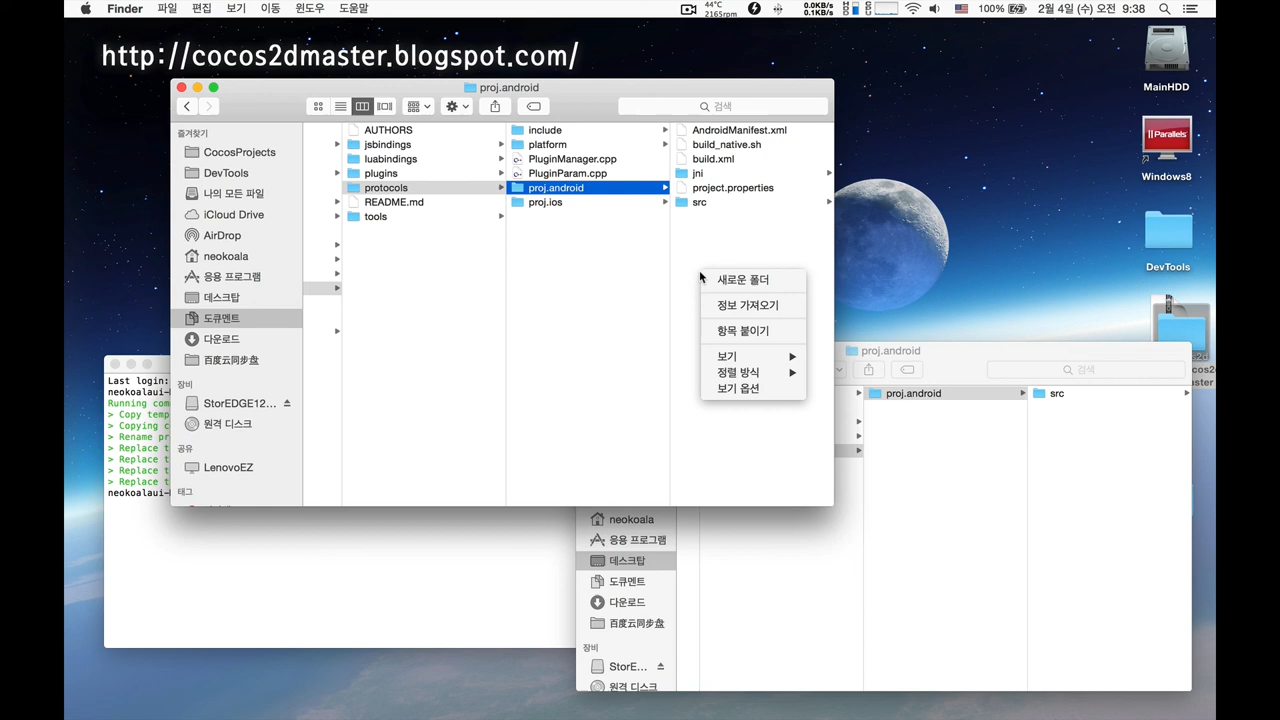 Finder 파일 편집 보기 이동 윈도우 도움말 44°C 2165rpm 0.0KB/s 0.1KB/s 100% 2월 4일 (수) 오전 9:38
http://cocos2dmaster.blogspot.com/
MainHDD
Parallels
Windows8
DevTools
proj.android
검색
즐겨찾기
CocosProjects
DevTools
나의 모든 파일
iCloud Drive
AirDrop
neokoala
응용 프로그램
데스크탑
도큐멘트
다운로드
百度云同步盘
장비
StorEDGE12...
원격 디스크
공유
LenovoEZ
태그
AUTHORS
jsbindings
luabindings
plugins
protocols
README.md
tools
include
platform
PluginManager.cpp
PluginParam.cpp
proj.android
proj.ios
AndroidManifest.xml
build_native.sh
build.xml
jni
project.properties
src
새로운 폴더
정보 가져오기
항목 붙이기
보기
정렬 방식
보기 옵션
Last login:
neokoalaui-
Running com
> Copy temp
> Copying c
> Rename pr
> Replace t
> Replace t
> Replace t
> Replace t
neokoalaui-
proj.android
검색
proj.android
src
neokoala
응용 프로그램
데스크탑
도큐멘트
다운로드
百度云同步盘
장비
StorE...
원격 디스크